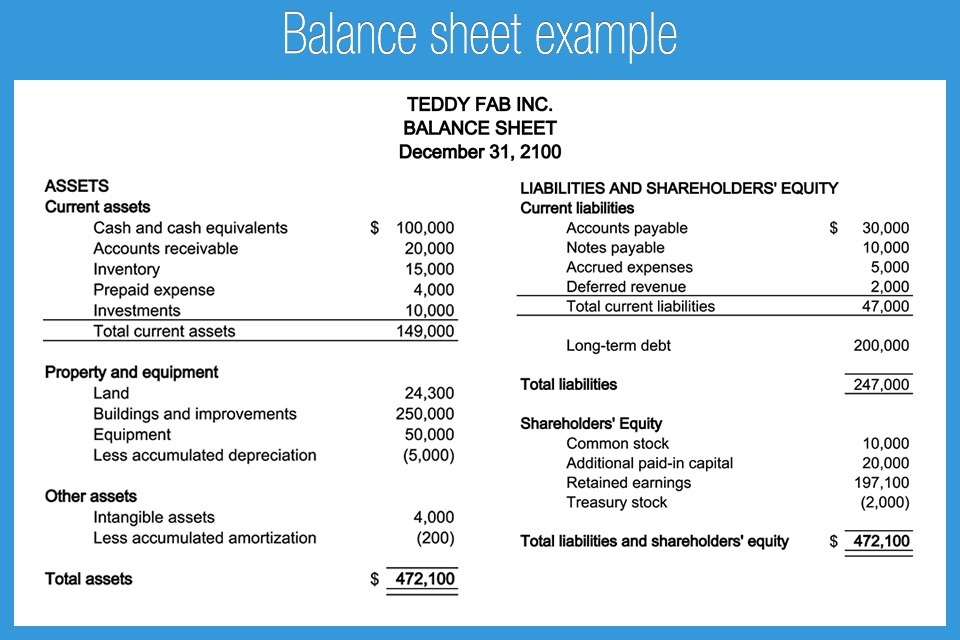 Balance sheet example
TEDDY FAB INC.
BALANCE SHEET
December 31, 2100
ASSETS
Current assets
Cash and cash equivalents $ 100,000
Accounts receivable 20,000
Inventory 15,000
Prepaid expense 4,000
Investments 10,000
Total current assets 149,000
Property and equipment
Land 24,300
Buildings and improvements 250,000
Equipment 50,000
Less accumulated depreciation (5,000)
Other assets
Intangible assets 4,000
Less accumulated amortization (200)
Total assets $ 472,100
LIABILITIES AND SHAREHOLDERS' EQUITY
Current liabilities
Accounts payable $ 30,000
Notes payable 10,000
Accrued expenses 5,000
Deferred revenue 2,000
Total current liabilities 47,000
Long-term debt 200,000
Total liabilities 247,000
Shareholders' Equity
Common stock 10,000
Additional paid-in capital 20,000
Retained earnings 197,100
Treasury stock (2,000)
Total liabilities and shareholders' equity $ 472,100